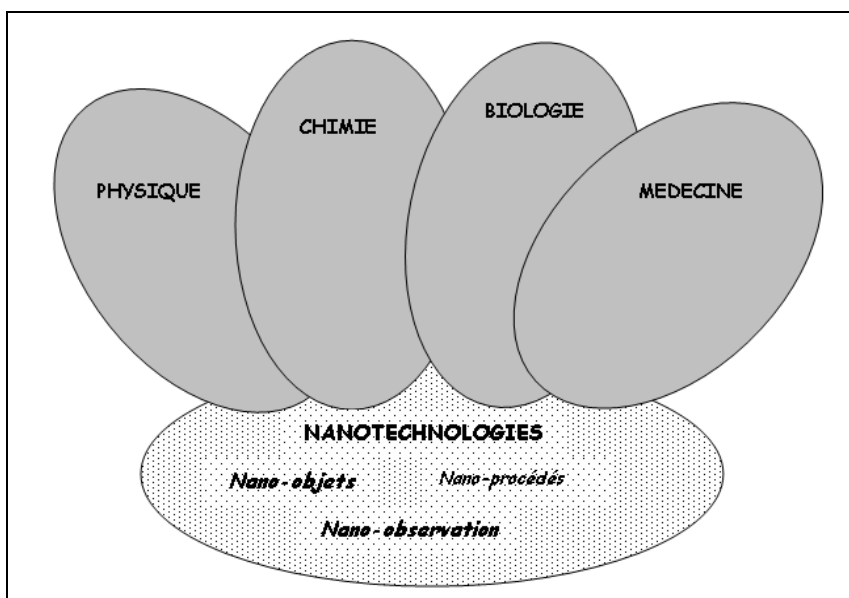 CHIMIE
BIOLOGIE
PHYSIQUE
MEDECINE
NANOTECHNOLOGIES
Nano-objets
Nano-procédés
Nano-observation